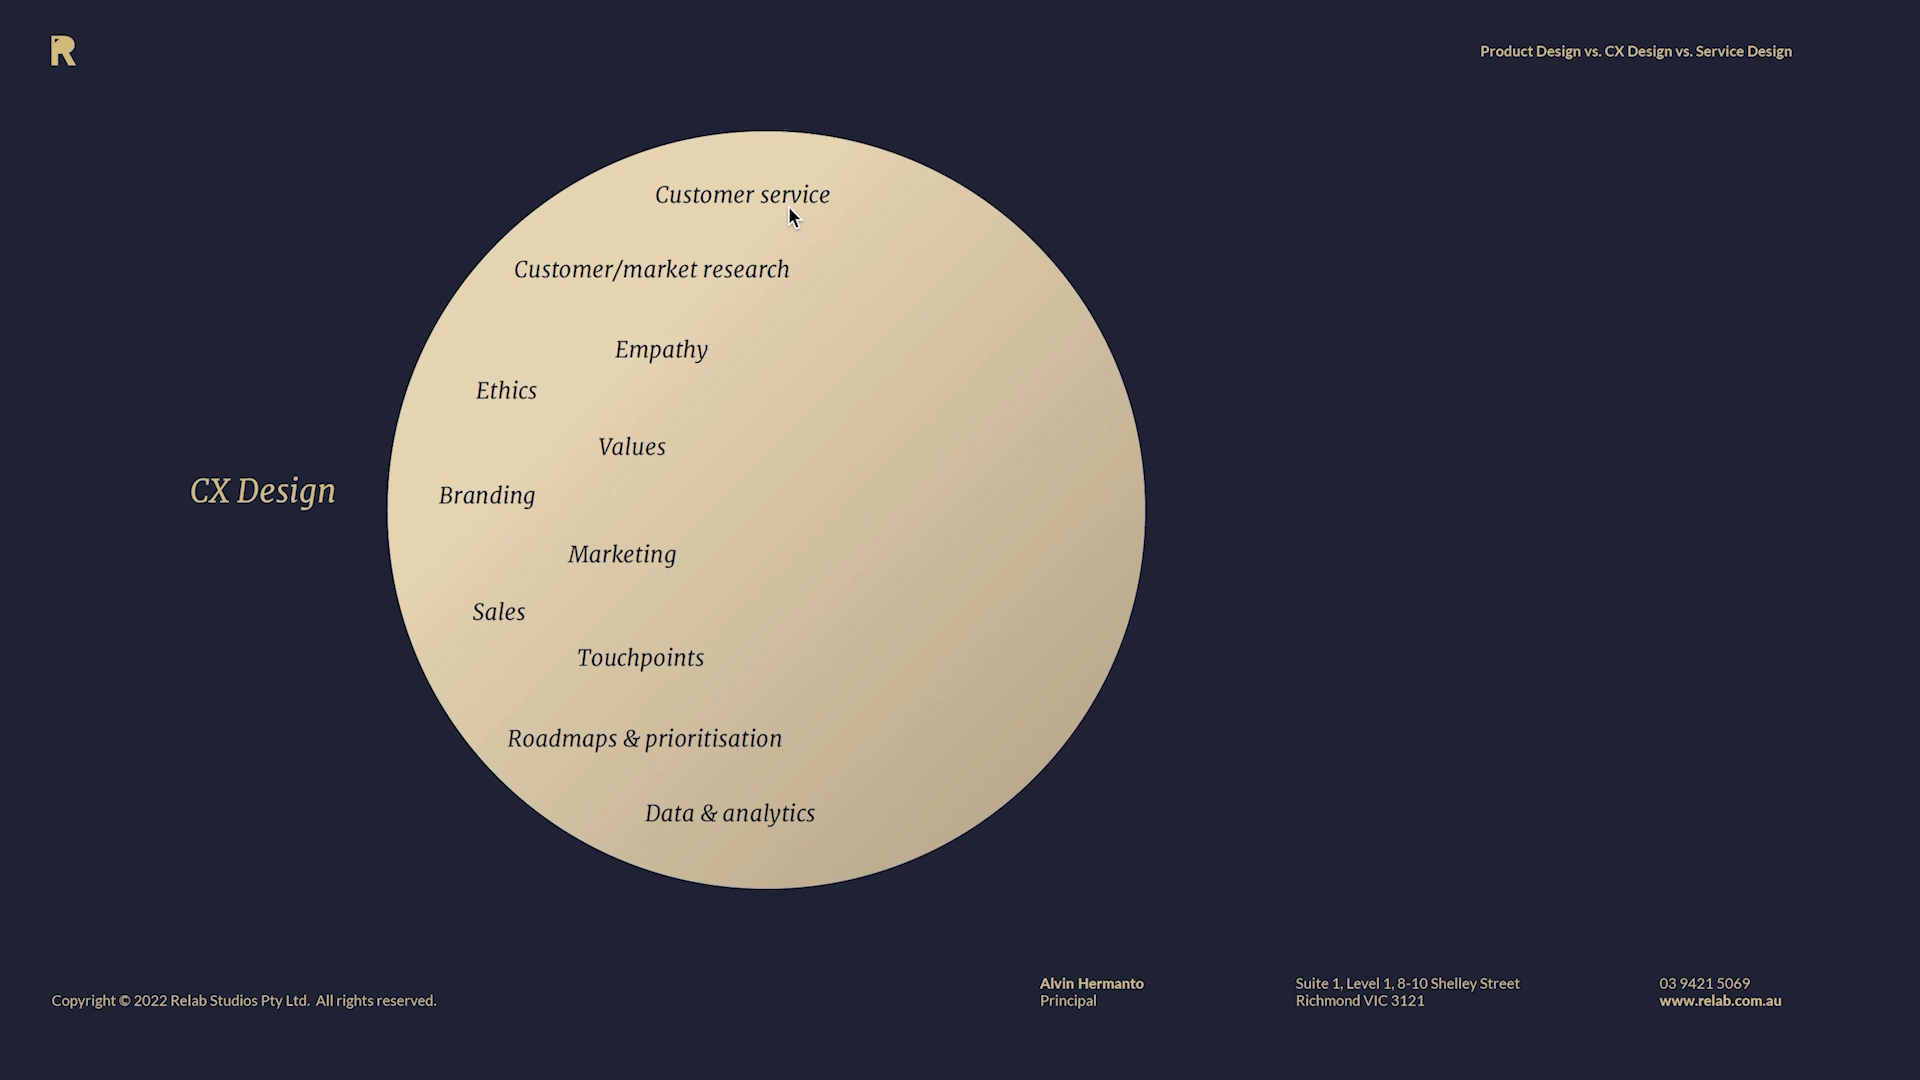 R
Product Design vs. CX Design vs. Service Design
Customer service
Customer/market research
Empathy
Ethics
Values
CX Design
Branding
Marketing
Sales
Touchpoints
Roadmaps & prioritisation
Data & analytics
Copyright © 2022 Relab Studios Pty Ltd. All rights reserved.
Alvin Hermanto
Principal
Suite 1, Level 1, 8-10 Shelley Street
Richmond VIC 3121
03 9421 5069
www.relab.com.au